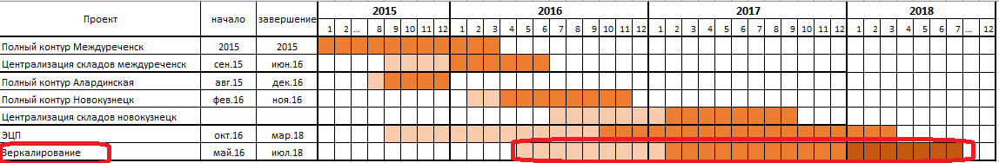 Проект начало завершение 2015 2016 2017 2018
1 2 ... 8 9 10 11 12 1 2 3 4 5 6 7 8 9 10 11 12 1 2 3 4 5 6 7 8 9 10 11 12 1 2 3 4 5 6 7 ... 12
Полный контур Междуреченск 2015 2015
Централизация складов междуреченск сен.15 июн.16
Полный контур Алардинская авг.15 дек.16
Полный контур Новокузнецк фев.16 ноя.16
Централизация складов новокузнецк
ЭЦП окт.16 мар.18
Зеркалирование май.16 июл.18